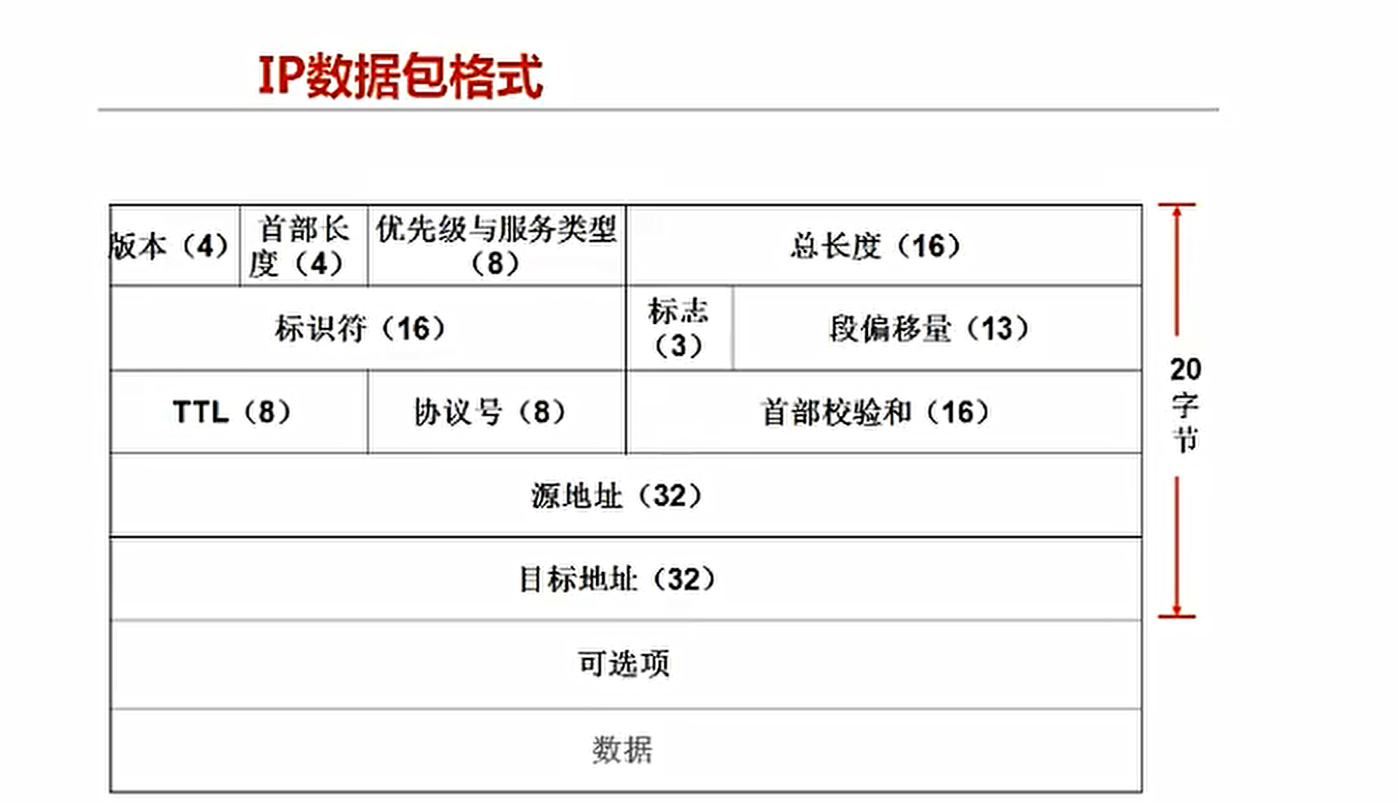 IP数据包格式
版本（4）
首部长
度（4）
优先级与服务类型
（8）
总长度（16）
标识符（16）
标志
（3）
段偏移量（13）
TTL（8）
协议号（8）
首部校验和（16）
源地址（32）
目标地址（32）
可选项
数据
20
字
节